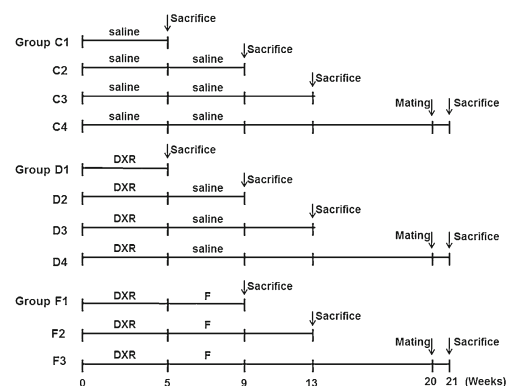 Sacrifice
Group C1 saline
Sacrifice
C2 saline saline
Sacrifice
C3 saline saline
Mating Sacrifice
C4 saline saline
Sacrifice
Group D1 DXR
Sacrifice
D2 DXR saline
Sacrifice
D3 DXR saline
Mating Sacrifice
D4 DXR saline
Sacrifice
Group F1 DXR F
Sacrifice
F2 DXR F
Mating Sacrifice
F3 DXR F
0 5 9 13 20 21 (Weeks)